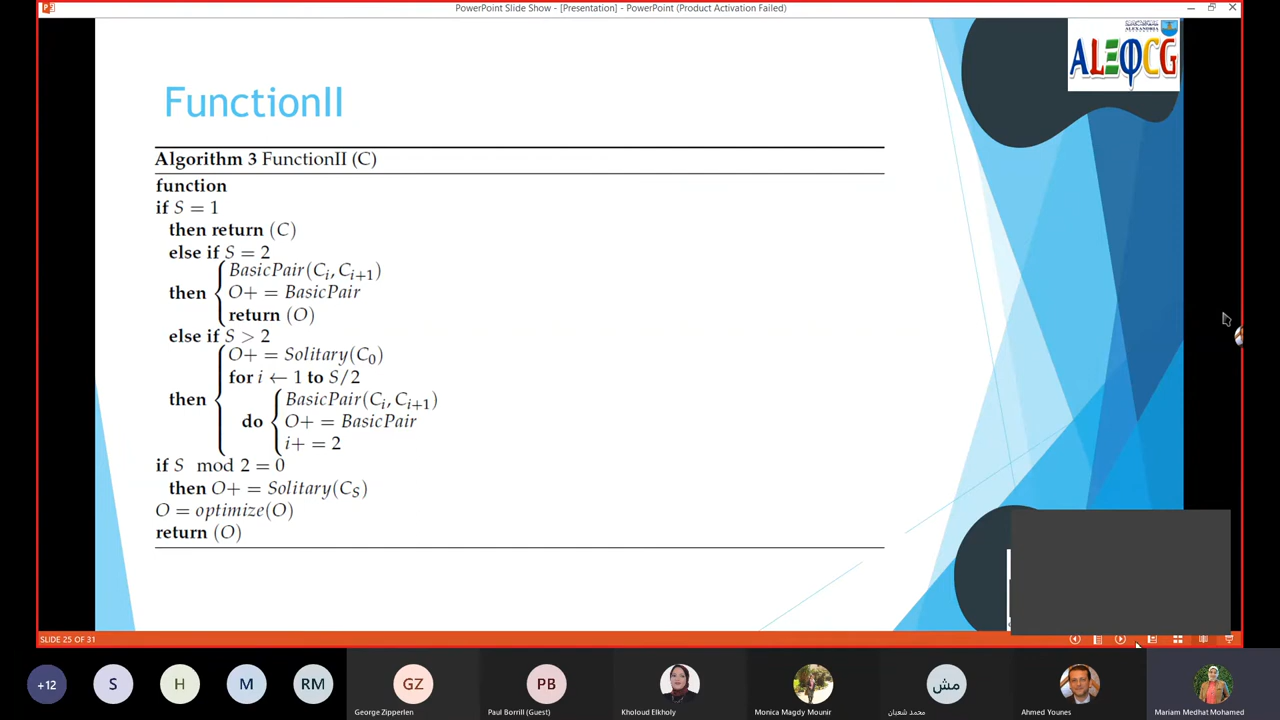 PowerPoint Slide Show - [Presentation] - PowerPoint (Product Activation Failed)
ALEφCG
FunctionII
Algorithm 3 FunctionII (C)
function
if S = 1
then return (C)
else if S = 2
BasicPair(Cᵢ, Cᵢ₊₁)
then
O+ = BasicPair
return (O)
else if S > 2
O+ = Solitary(C₀)
for i ← 1 to S/2
then
BasicPair(Cᵢ, Cᵢ₊₁)
do
O+ = BasicPair
i+ = 2
if S mod 2 = 0
then O+ = Solitary(C_S)
O = optimize(O)
return (O)
SLIDE 25 OF 31
+12
S
H
M
RM
GZ
George Zipperlen
PB
Paul Borrill (Guest)
Kholoud Elkholy
Monica Magdy Mounir
مش
محمد شعبان
Ahmed Younes
Mariam Medhat Mohamed